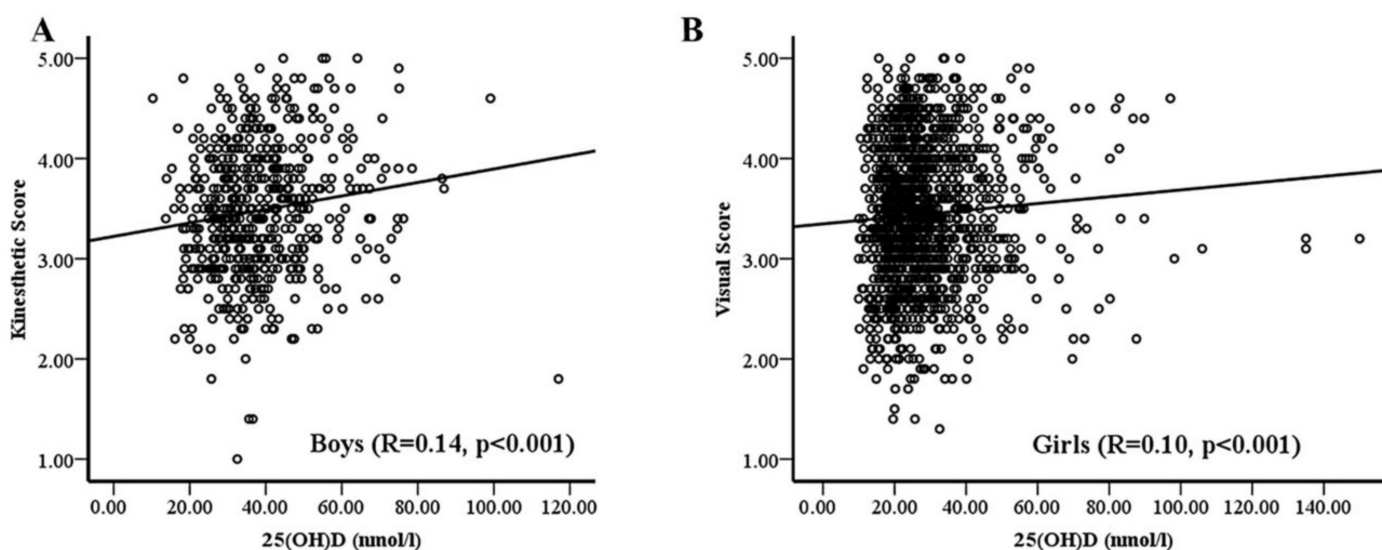 A
Kinesthetic Score
5.00
4.00
3.00
2.00
1.00
Boys (R=0.14, p<0.001)
0.00 20.00 40.00 60.00 80.00 100.00 120.00
25(OH)D (nmol/l)
B
Visual Score
5.00
4.00
3.00
2.00
1.00
Girls (R=0.10, p<0.001)
0.00 20.00 40.00 60.00 80.00 100.00 120.00 140.00
25(OH)D (nmol/l)